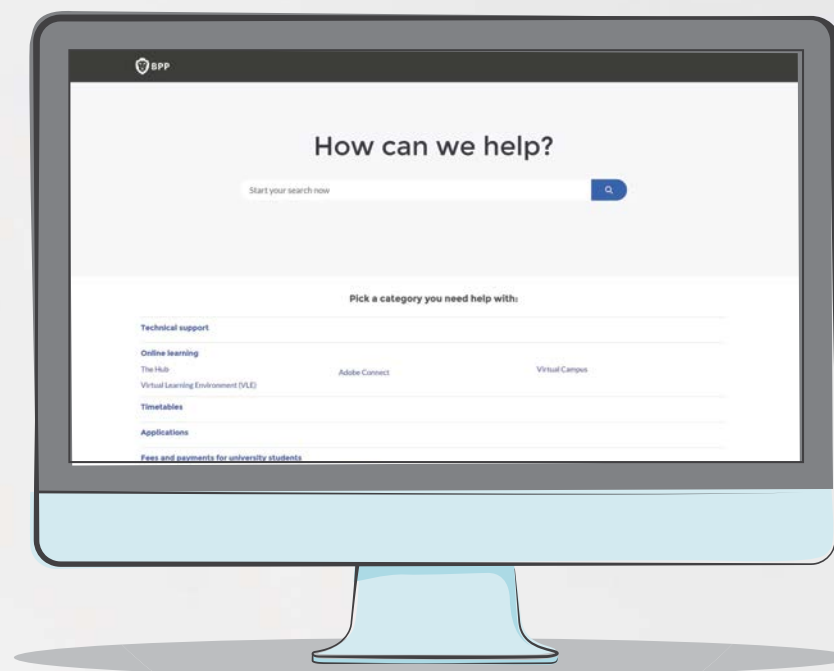 BPP
How can we help?
Start your search now
Pick a category you need help with:
Technical support
Online learning
The Hub
Adobe Connect
Virtual Campus
Virtual Learning Environment (VLE)
Timetables
Applications
Fees and payments for university students